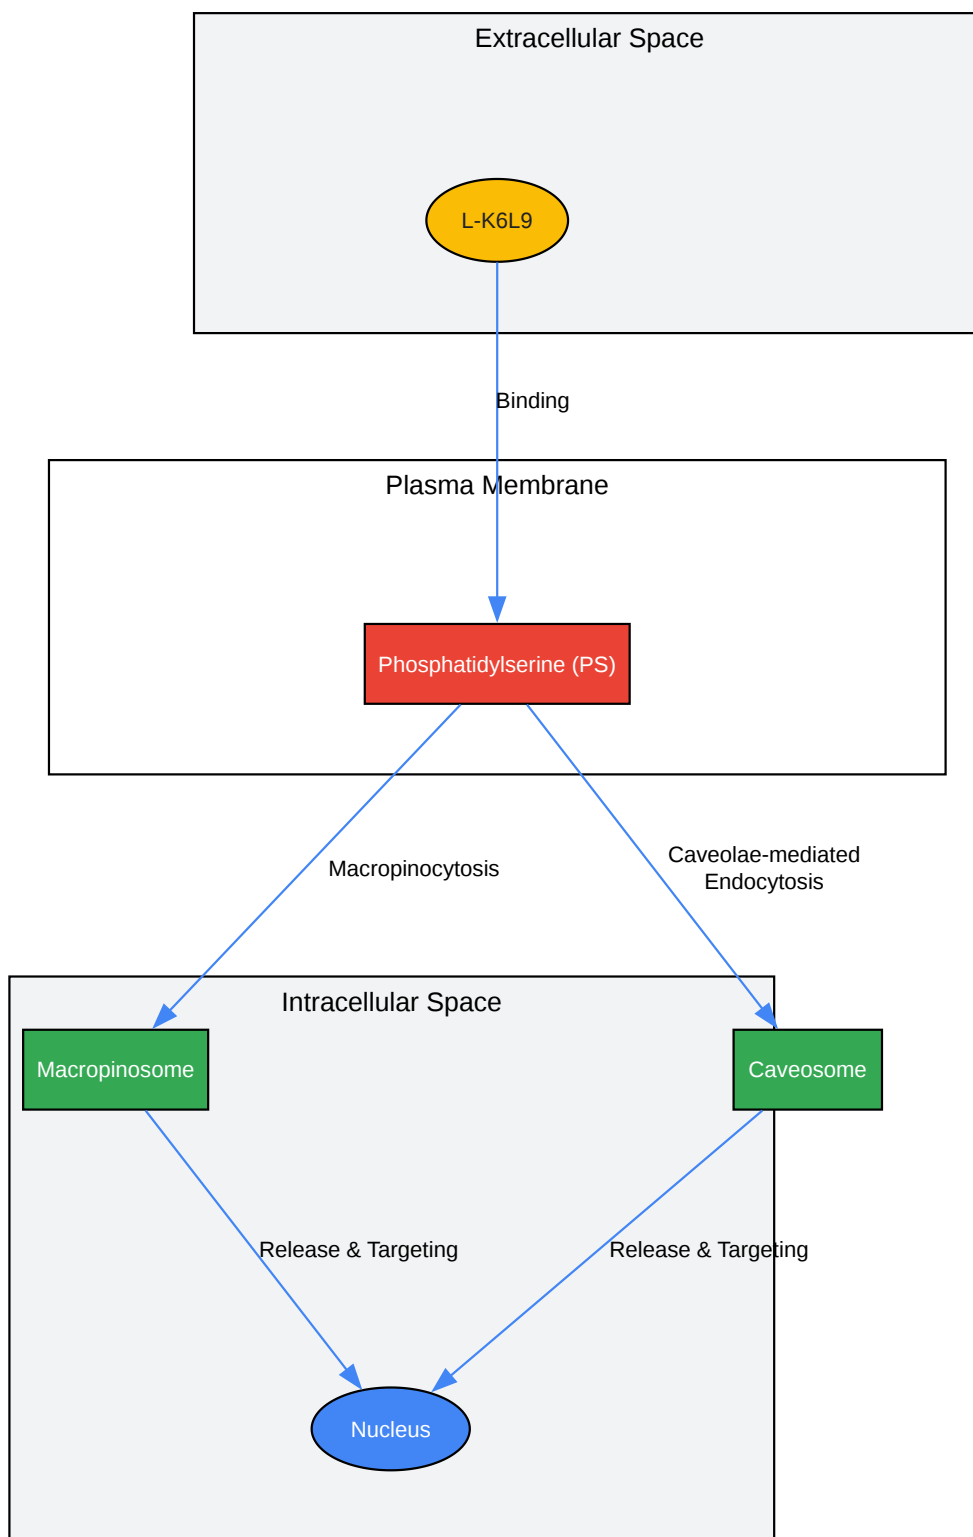 Extracellular Space
L-K6L9
Binding
Plasma Membrane
Phosphatidylserine (PS)
Macropinocytosis
Caveolae-mediated
Endocytosis
Intracellular Space
Macropinosome
Caveosome
Release & Targeting
Release & Targeting
Nucleus